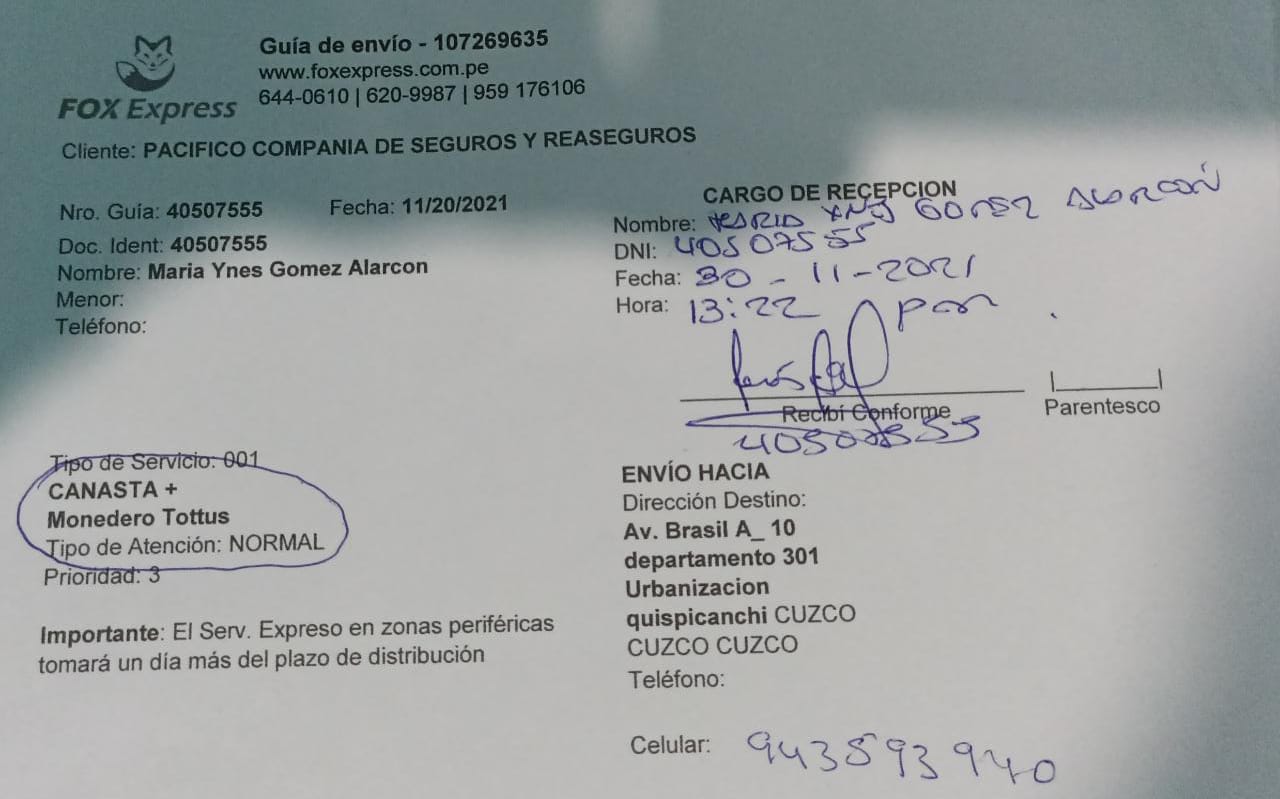 FOX Express
Guía de envío - 107269635
www.foxexpress.com.pe
644-0610 | 620-9987 | 959 176106
Cliente: PACIFICO COMPANIA DE SEGUROS Y REASEGUROS
Nro. Guía: 40507555 Fecha: 11/20/2021
Doc. Ident: 40507555
Nombre: Maria Ynes Gomez Alarcon
Menor:
Teléfono:
Tipo de Servicio: 001
CANASTA +
Monedero Tottus
Tipo de Atención: NORMAL
Prioridad: 3
Importante: El Serv. Expreso en zonas periféricas
tomará un día más del plazo de distribución
CARGO DE RECEPCION
Nombre: Gomez Alarcon
DNI: 40507555
Fecha: 30-11-2021
Hora: 13:22
Recibí Conforme
Parentesco
40507555
ENVÍO HACIA
Dirección Destino:
Av. Brasil A_ 10
departamento 301
Urbanizacion
quispicanchi CUZCO
CUZCO CUZCO
Teléfono:
Celular: 943593940